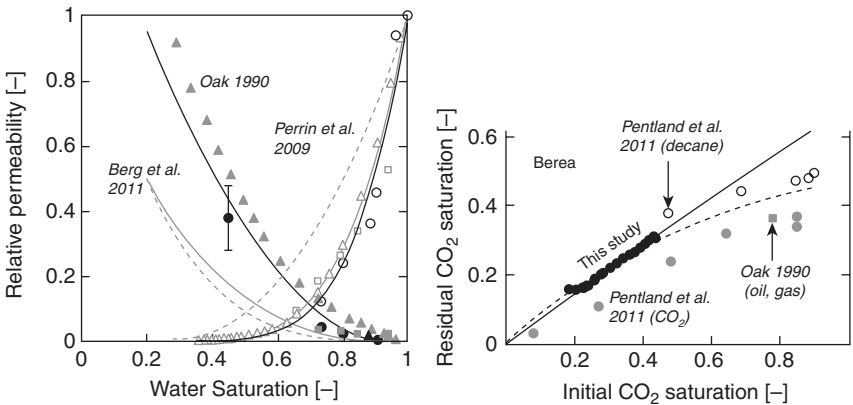 1
0.8
0.6
0.4
0.2
0
Relative permeability [–]
Oak 1990
Perrin et al.
2009
Berg et al.
2011
0
0.2
0.4
0.6
0.8
1
Water Saturation [–]
0.6
0.4
0.2
0
Residual CO₂ saturation [–]
Berea
Pentland et al.
2011 (decane)
This study
Pentland et al.
2011 (CO₂)
Oak 1990
(oil, gas)
0.2
0.4
0.6
0.8
Initial CO₂ saturation [–]